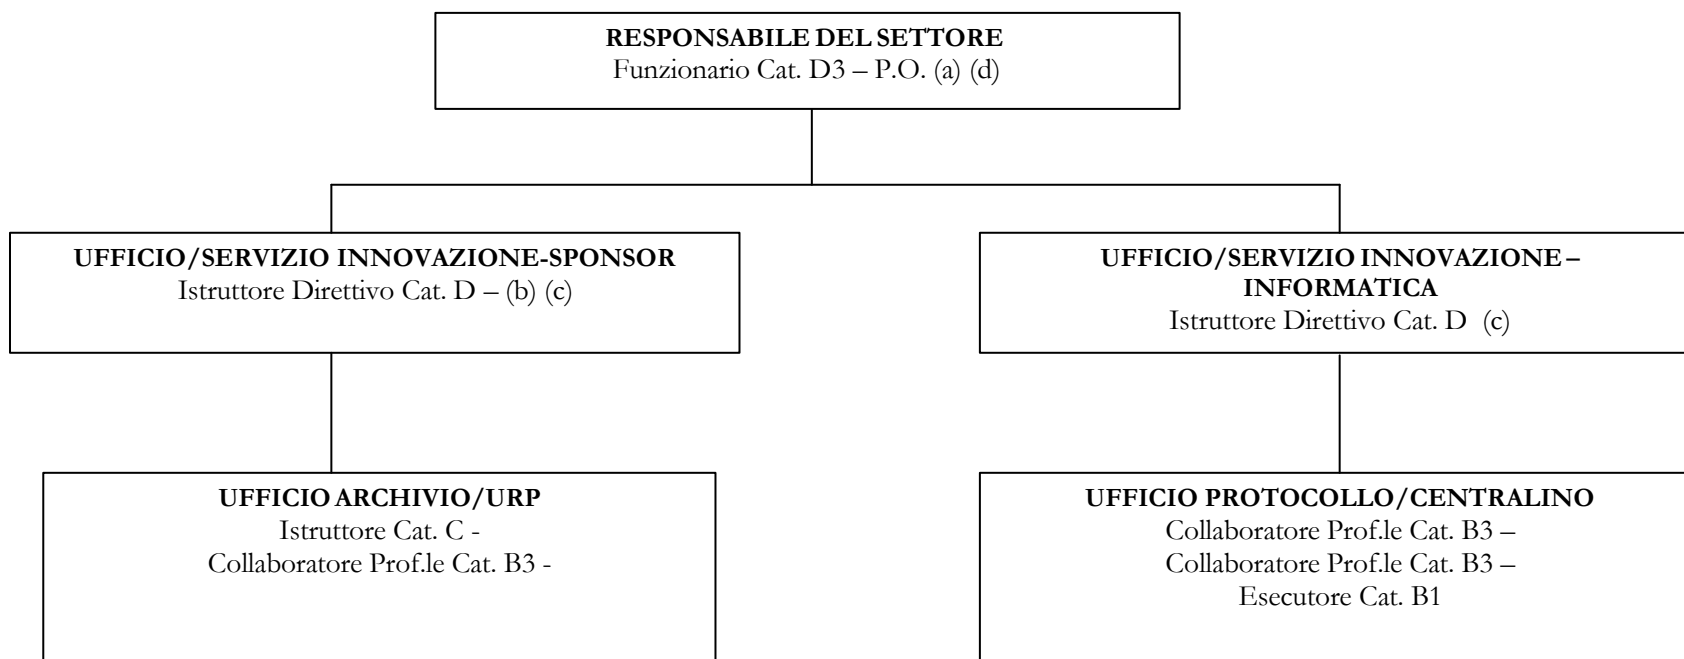 RESPONSABILE DEL SETTORE
Funzionario Cat. D3 – P.O. (a) (d)
UFFICIO/SERVIZIO INNOVAZIONE-SPONSOR
Istruttore Direttivo Cat. D – (b) (c)
UFFICIO/SERVIZIO INNOVAZIONE –
INFORMATICA
Istruttore Direttivo Cat. D (c)
UFFICIO ARCHIVIO/URP
Istruttore Cat. C -
Collaboratore Prof.le Cat. B3 -
UFFICIO PROTOCOLLO/CENTRALINO
Collaboratore Prof.le Cat. B3 –
Collaboratore Prof.le Cat. B3 –
Esecutore Cat. B1